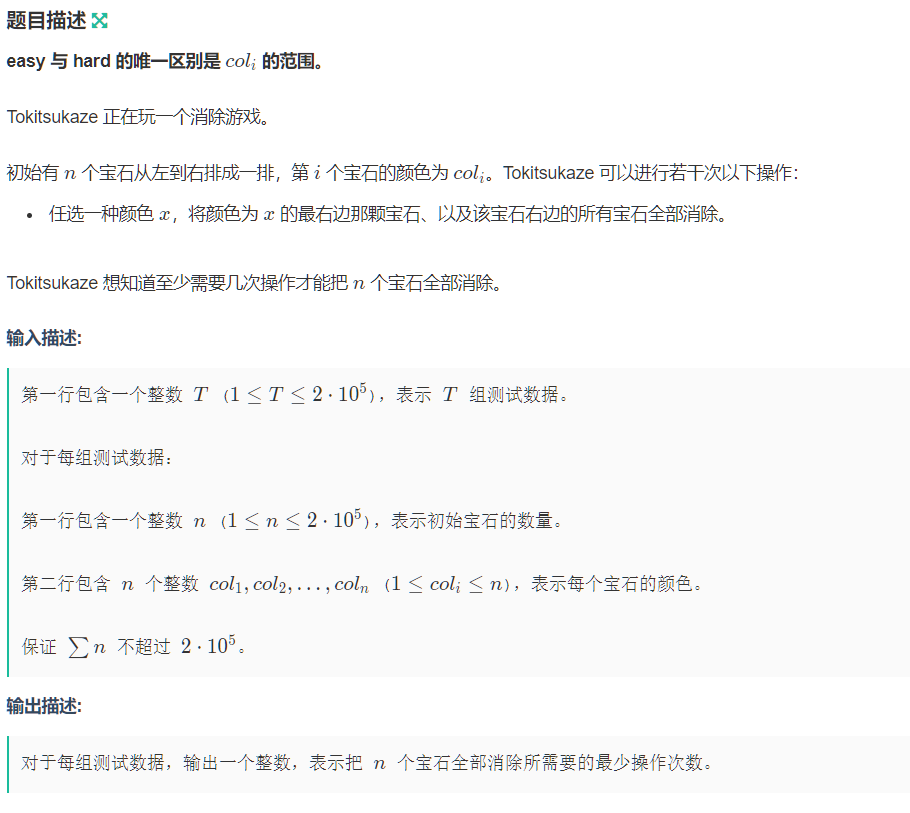 题目描述
easy 与 hard 的唯一区别是 col_i 的范围。
Tokitsukaze 正在玩一个消除游戏。
初始有 n 个宝石从左到右排成一排，第 i 个宝石的颜色为 col_i。Tokitsukaze 可以进行若干次以下操作：
• 任选一种颜色 x，将颜色为 x 的最右边那颗宝石、以及该宝石右边的所有宝石全部消除。
Tokitsukaze 想知道至少需要几次操作才能把 n 个宝石全部消除。
输入描述:
第一行包含一个整数 T (1 ≤ T ≤ 2 · 10^5)，表示 T 组测试数据。
对于每组测试数据：
第一行包含一个整数 n (1 ≤ n ≤ 2 · 10^5)，表示初始宝石的数量。
第二行包含 n 个整数 col_1, col_2, . . . , col_n (1 ≤ col_i ≤ n)，表示每个宝石的颜色。
保证 ∑ n 不超过 2 · 10^5。
输出描述:
对于每组测试数据，输出一个整数，表示把 n 个宝石全部消除所需要的最少操作次数。